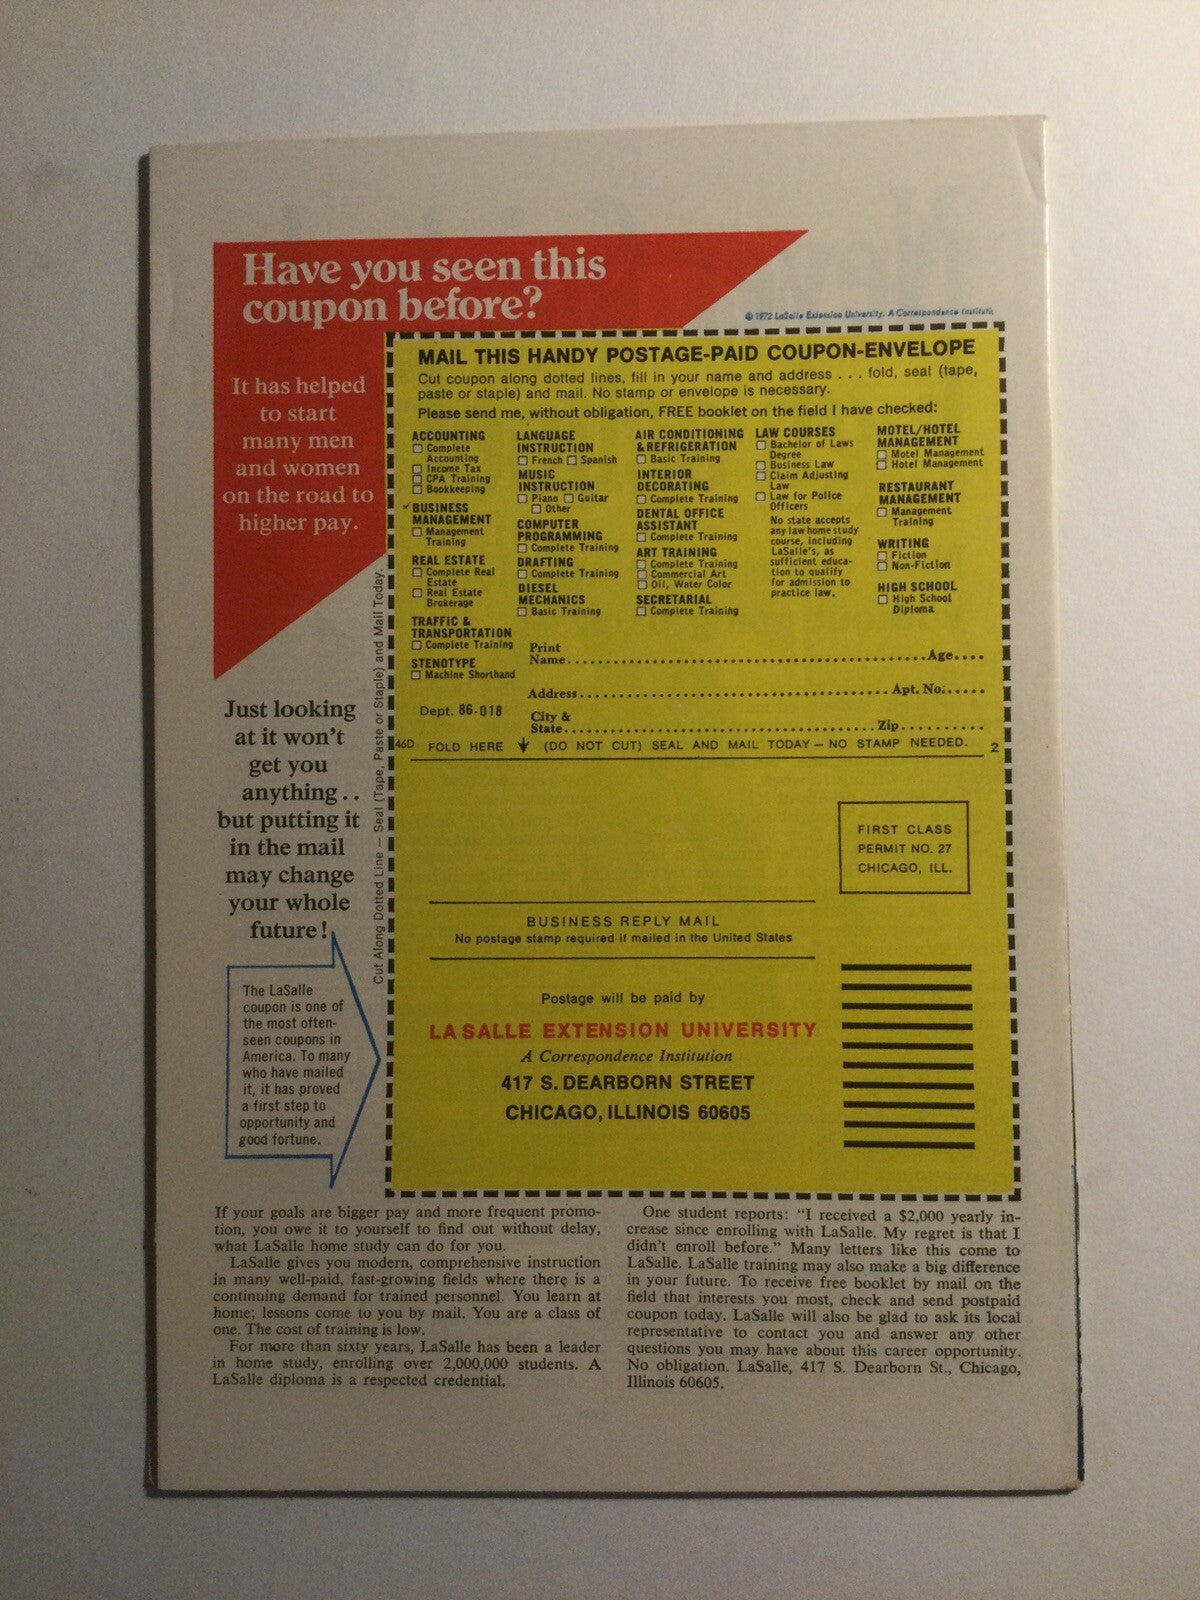 Have you seen this
coupon before?
It has helped
to start
many men
and women
on the road to
higher pay.
Just looking
at it won't
get you
anything . .
but putting it
in the mail
may change
your whole
future!
The LaSalle
coupon is one of
the most often-
seen coupons in
America. To many
who have mailed
it, it has proved
a first step to
opportunity and
good fortune.
Cut Along Dotted Line — Seal (Tape, Paste or Staple) and Mail Today.
© 1972 LaSalle Extension University. A Correspondence Institutic
MAIL THIS HANDY POSTAGE-PAID COUPON-ENVELOPE
Cut coupon along dotted lines, fill in your name and address . . . fold, seal (tape,
paste or staple) and mail. No stamp or envelope is necessary.
Please send me, without obligation, FREE booklet on the field I have checked:
ACCOUNTING
Complete
Accounting
Income Tax
CPA Training
Bookkeeping
BUSINESS
MANAGEMENT
Management
Training
REAL ESTATE
Complete Real
Estate
Real Estate
Brokerage
TRAFFIC &
TRANSPORTATION
Complete Training
STENOTYPE
Machine Shorthand
LANGUAGE
INSTRUCTION
French Spanish
MUSIC
INSTRUCTION
Piano Guitar
Other
COMPUTER
PROGRAMMING
Complete Training
DRAFTING
Complete Training
DIESEL
MECHANICS
Basic Training
AIR CONDITIONING
& REFRIGERATION
Basic Training
INTERIOR
DECORATING
Complete Training
DENTAL OFFICE
ASSISTANT
Complete Training
ART TRAINING
Complete Training
Commercial Art
Oil, Water Color
SECRETARIAL
Complete Training
LAW COURSES
Bachelor of Laws
Degree
Business Law
Claim Adjusting
Law
Law for Police
Officers
No state accepts
any law home study
course, including
LaSalle's, as
sufficient educa-
tion to qualify
for admission to
practice law.
MOTEL/HOTEL
MANAGEMENT
Motel Management
Hotel Management
RESTAURANT
MANAGEMENT
Management
Training
WRITING
Fiction
Non-Fiction
HIGH SCHOOL
High School
Diploma
Print
Name Age
Address Apt. No.
Dept. 86-018
City &
State Zip
46D FOLD HERE (DO NOT CUT) SEAL AND MAIL TODAY — NO STAMP NEEDED. 2
FIRST CLASS
PERMIT NO. 27
CHICAGO, ILL.
BUSINESS REPLY MAIL
No postage stamp required if mailed in the United States
Postage will be paid by
LA SALLE EXTENSION UNIVERSITY
A Correspondence Institution
417 S. DEARBORN STREET
CHICAGO, ILLINOIS 60605
If your goals are bigger pay and more frequent promo-
tion, you owe it to yourself to find out without delay,
what LaSalle home study can do for you.
LaSalle gives you modern, comprehensive instruction
in many well-paid, fast-growing fields where there is a
continuing demand for trained personnel. You learn at
home; lessons come to you by mail. You are a class of
one. The cost of training is low.
For more than sixty years, LaSalle has been a leader
in home study, enrolling over 2,000,000 students. A
LaSalle diploma is a respected credential.
One student reports: "I received a $2,000 yearly in-
crease since enrolling with LaSalle. My regret is that I
didn't enroll before." Many letters like this come to
LaSalle. LaSalle training may also make a big difference
in your future. To receive free booklet by mail on the
field that interests you most, check and send postpaid
coupon today. LaSalle will also be glad to ask its local
representative to contact you and answer any other
questions you may have about this career opportunity.
No obligation. LaSalle, 417 S. Dearborn St., Chicago,
Illinois 60605.